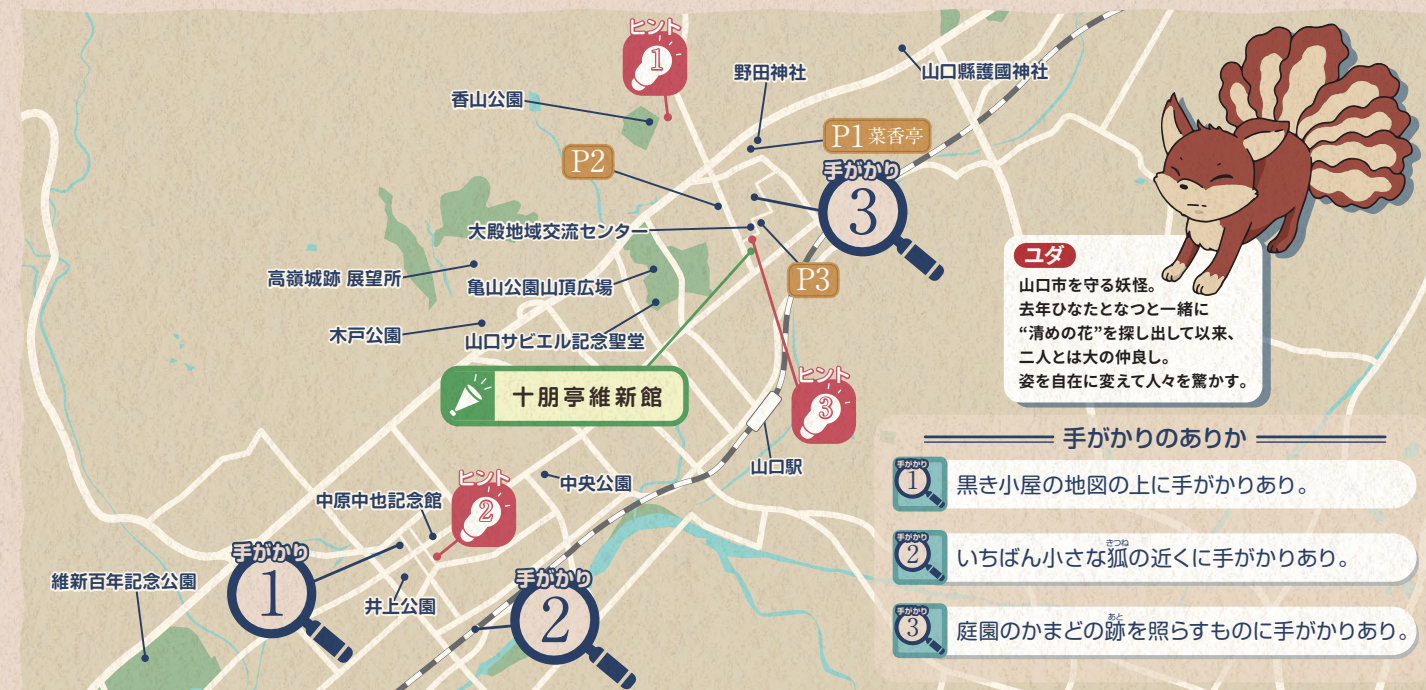 ヒント
1
野田神社
山口縣護國神社
香山公園
P1 菜香亭
P2
手がかり
3
大殿地域交流センター
高嶺城跡 展望所
亀山公園山頂広場
P3
木戸公園
山口サビエル記念聖堂
十朋亭維新館
ヒント
3
山口駅
中央公園
ヒント
2
中原中也記念館
手がかり
1
維新百年記念公園
井上公園
手がかり
2
ユダ
山口市を守る妖怪。
去年ひなたとなつと一緒に
“清めの花”を探し出して以来、
二人とは大の仲良し。
姿を自在に変えて人々を驚かす。
手がかりのありか
手がかり
1
黒き小屋の地図の上に手がかりあり。
手がかり
2
きつね
いちばん小さな狐の近くに手がかりあり。
手がかり
3
あと
庭園のかまどの跡を照らすものに手がかりあり。